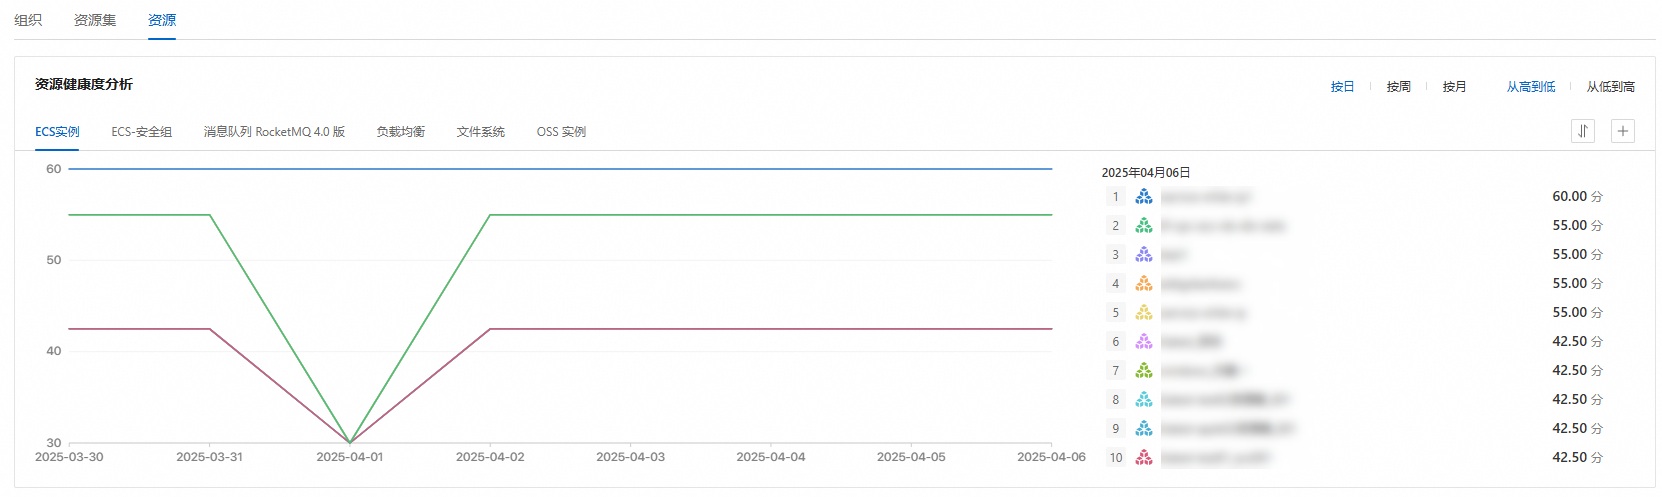 组织 资源集 资源
资源健康度分析
按日 按周 按月 从高到低 从低到高
ECS实例 ECS-安全组 消息队列 RocketMQ 4.0 版 负载均衡 文件系统 OSS 实例
60
50
40
30
2025-03-30 2025-03-31 2025-04-01 2025-04-02 2025-04-03 2025-04-04 2025-04-05 2025-04-06
2025年04月06日
1 60.00 分
2 55.00 分
3 55.00 分
4 55.00 分
5 55.00 分
6 42.50 分
7 42.50 分
8 42.50 分
9 42.50 分
10 42.50 分